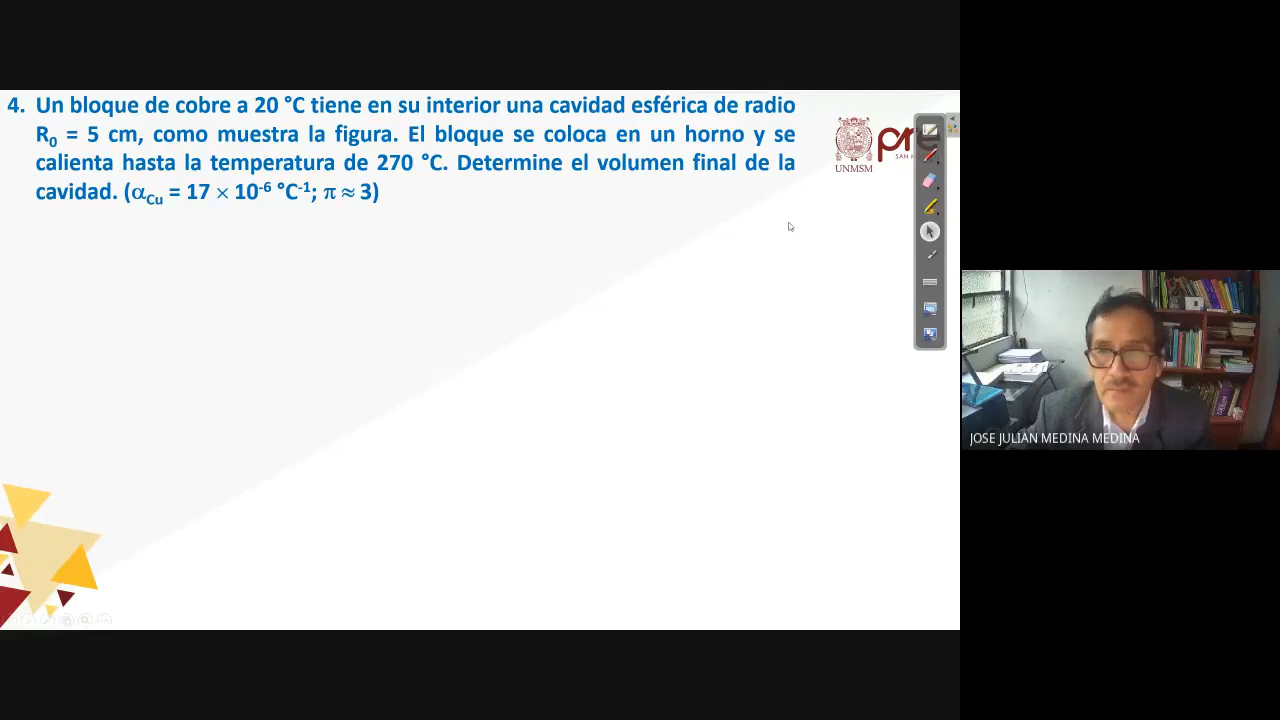 4. Un bloque de cobre a 20 °C tiene en su interior una cavidad esférica de radio
R₀ = 5 cm, como muestra la figura. El bloque se coloca en un horno y se
calienta hasta la temperatura de 270 °C. Determine el volumen final de la
cavidad. (αCu = 17 × 10⁻⁶ °C⁻¹; π ≈ 3)
pre
UNMSM
JOSE JULIAN MEDINA MEDINA